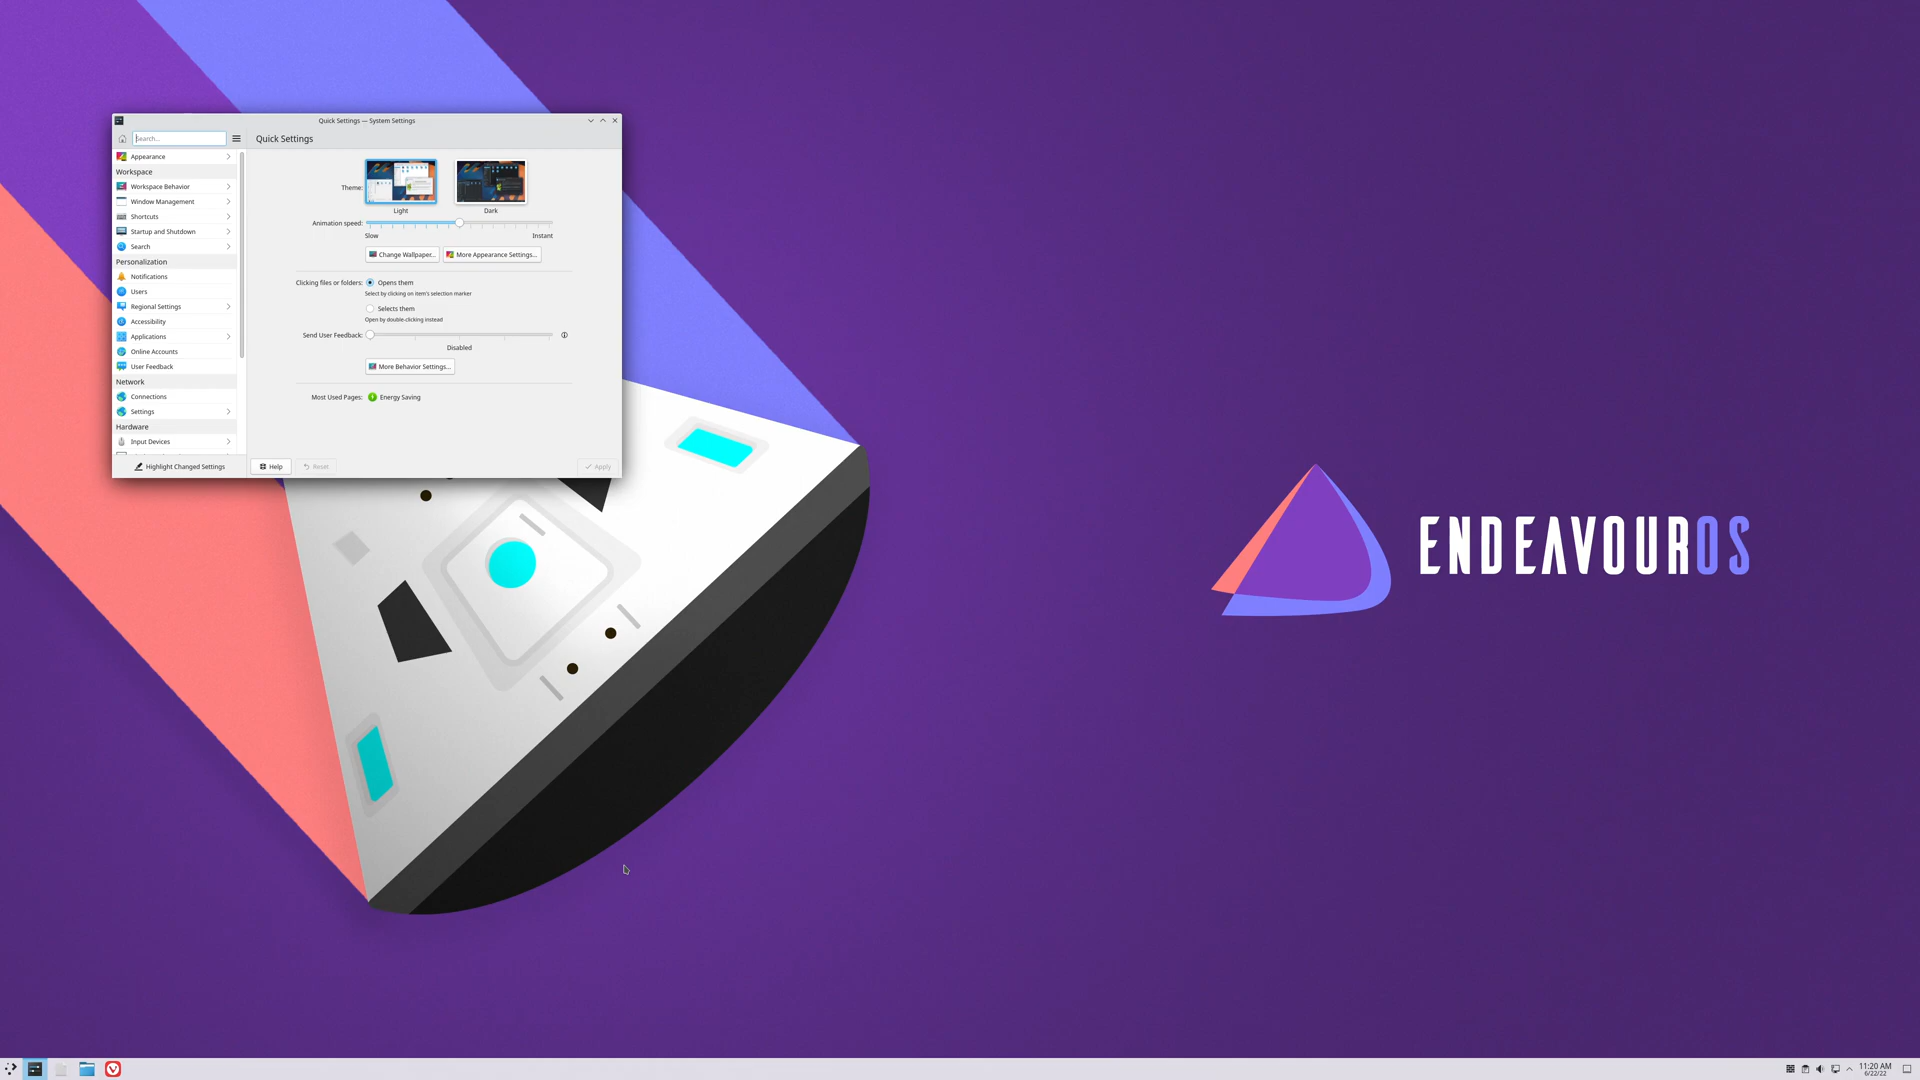 Quick Settings — System Settings
Search...
Quick Settings
Appearance
Workspace
Workspace Behavior
Window Management
Shortcuts
Startup and Shutdown
Search
Personalization
Notifications
Users
Regional Settings
Accessibility
Applications
Online Accounts
User Feedback
Network
Connections
Settings
Hardware
Input Devices
Highlight Changed Settings
Theme:
Light
Dark
Animation speed:
Slow
Instant
Change Wallpaper...
More Appearance Settings...
Clicking files or folders:
Opens them
Select by clicking on item's selection marker
Selects them
Open by double-clicking instead
Send User Feedback:
Disabled
More Behavior Settings...
Most Used Pages:
Energy Saving
Help
Reset
Apply
ENDEAVOUROS
11:20 AM
6/22/22